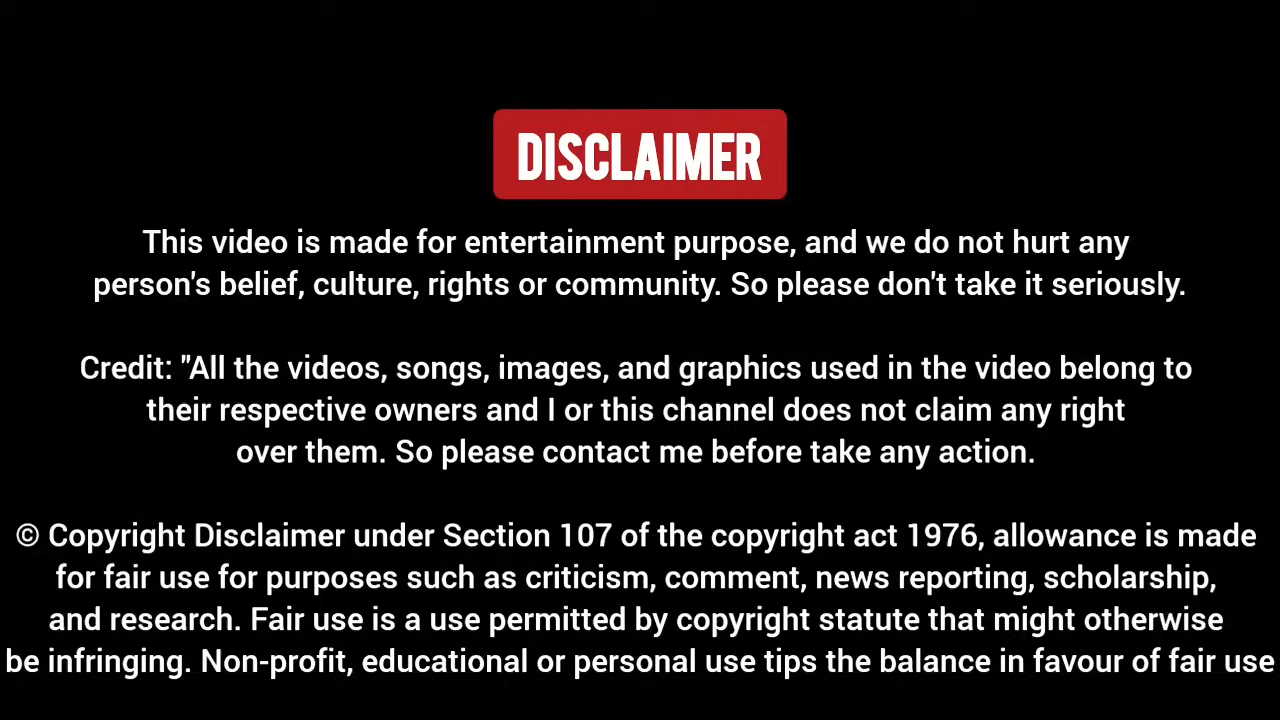 DISCLAIMER
This video is made for entertainment purpose, and we do not hurt any
person's belief, culture, rights or community. So please don't take it seriously.
Credit: "All the videos, songs, images, and graphics used in the video belong to
their respective owners and I or this channel does not claim any right
over them. So please contact me before take any action.
© Copyright Disclaimer under Section 107 of the copyright act 1976, allowance is made
for fair use for purposes such as criticism, comment, news reporting, scholarship,
and research. Fair use is a use permitted by copyright statute that might otherwise
be infringing. Non-profit, educational or personal use tips the balance in favour of fair use